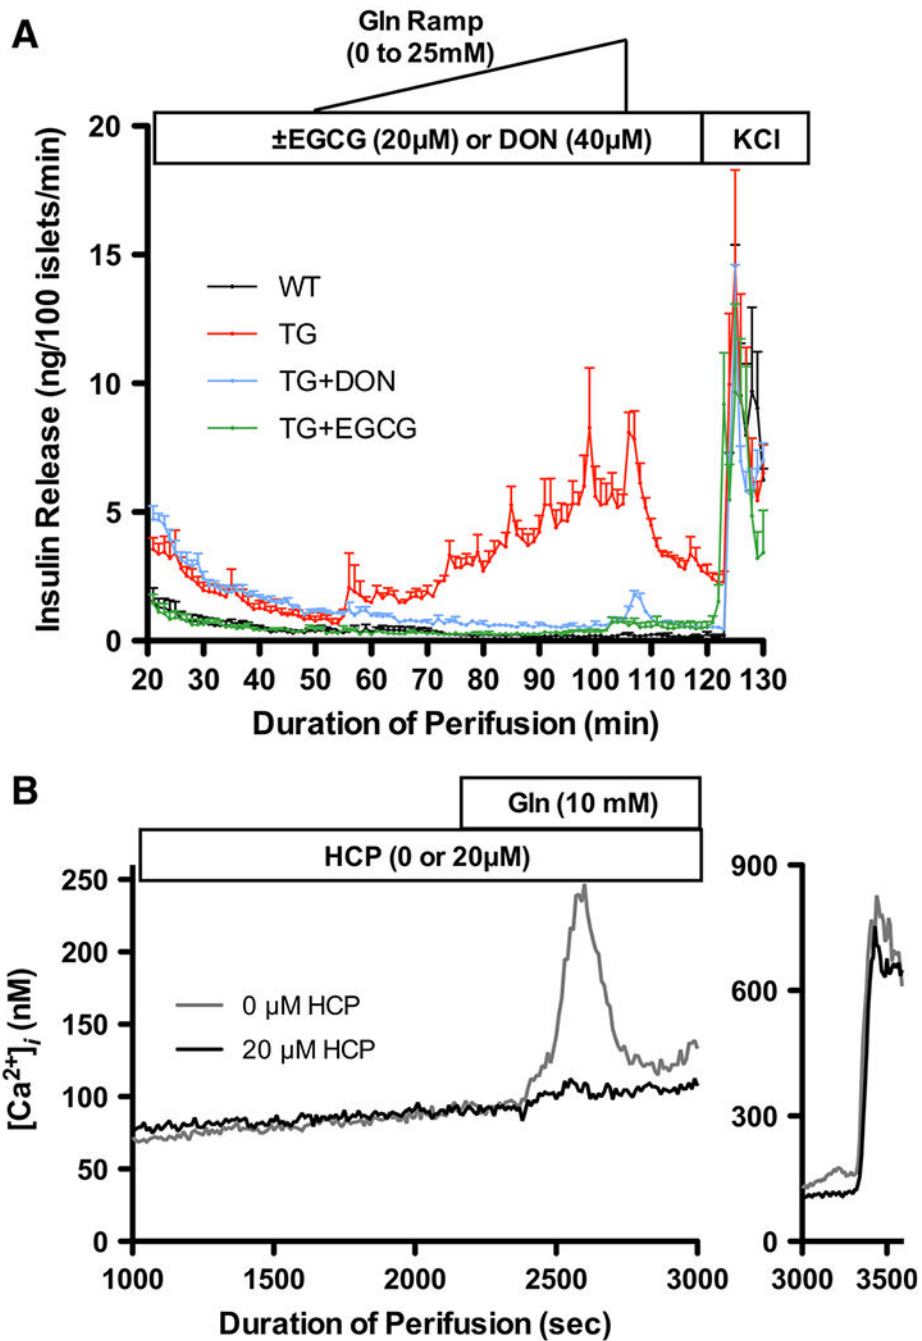 A
Gln Ramp
(0 to 25mM)
±EGCG (20µM) or DON (40µM)
KCl
Insulin Release (ng/100 islets/min)
20
15
10
5
0
WT
TG
TG+DON
TG+EGCG
20 30 40 50 60 70 80 90 100 110 120 130
Duration of Perifusion (min)
B
Gln (10 mM)
HCP (0 or 20µM)
[Ca²⁺]ᵢ (nM)
250
200
150
100
50
0
0 µM HCP
20 µM HCP
1000 1500 2000 2500 3000
900
600
300
0
3000 3500
Duration of Perifusion (sec)